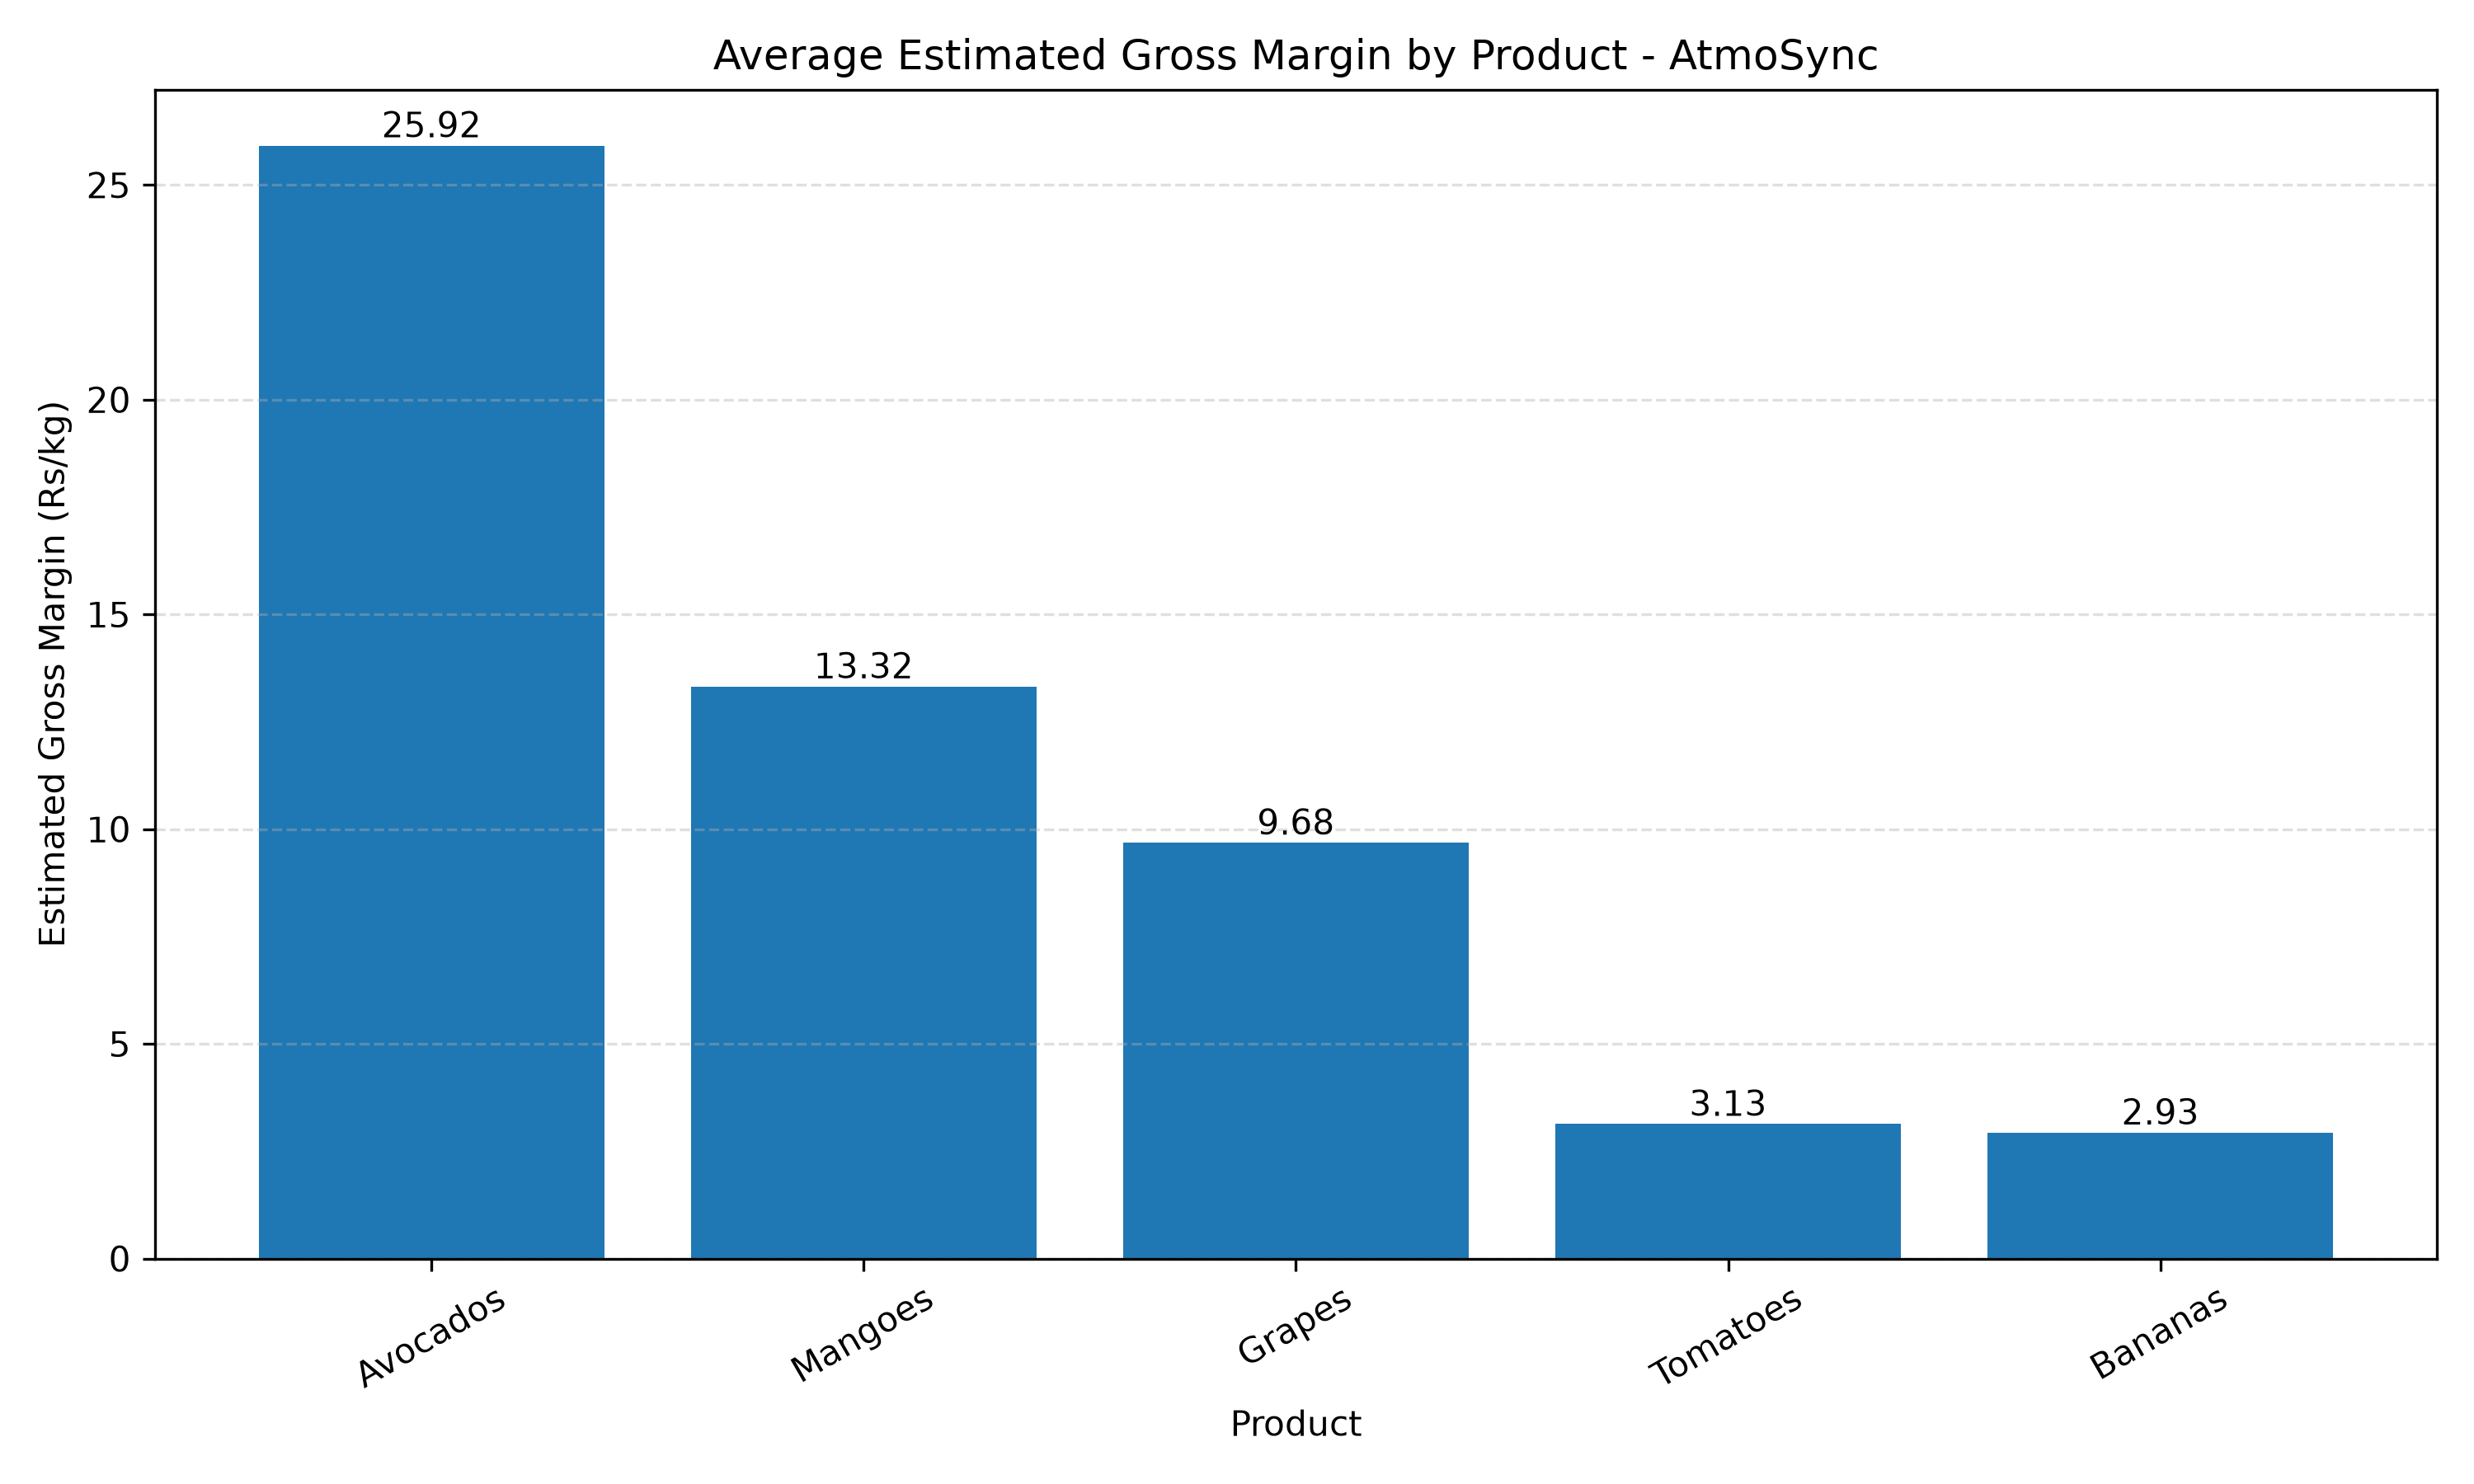 Average Estimated Gross Margin by Product - AtmoSync
Estimated Gross Margin (Rs/kg)
25
20
15
10
5
0
25.92
13.32
9.68
3.13
2.93
Avocados
Mangoes
Grapes
Tomatoes
Bananas
Product